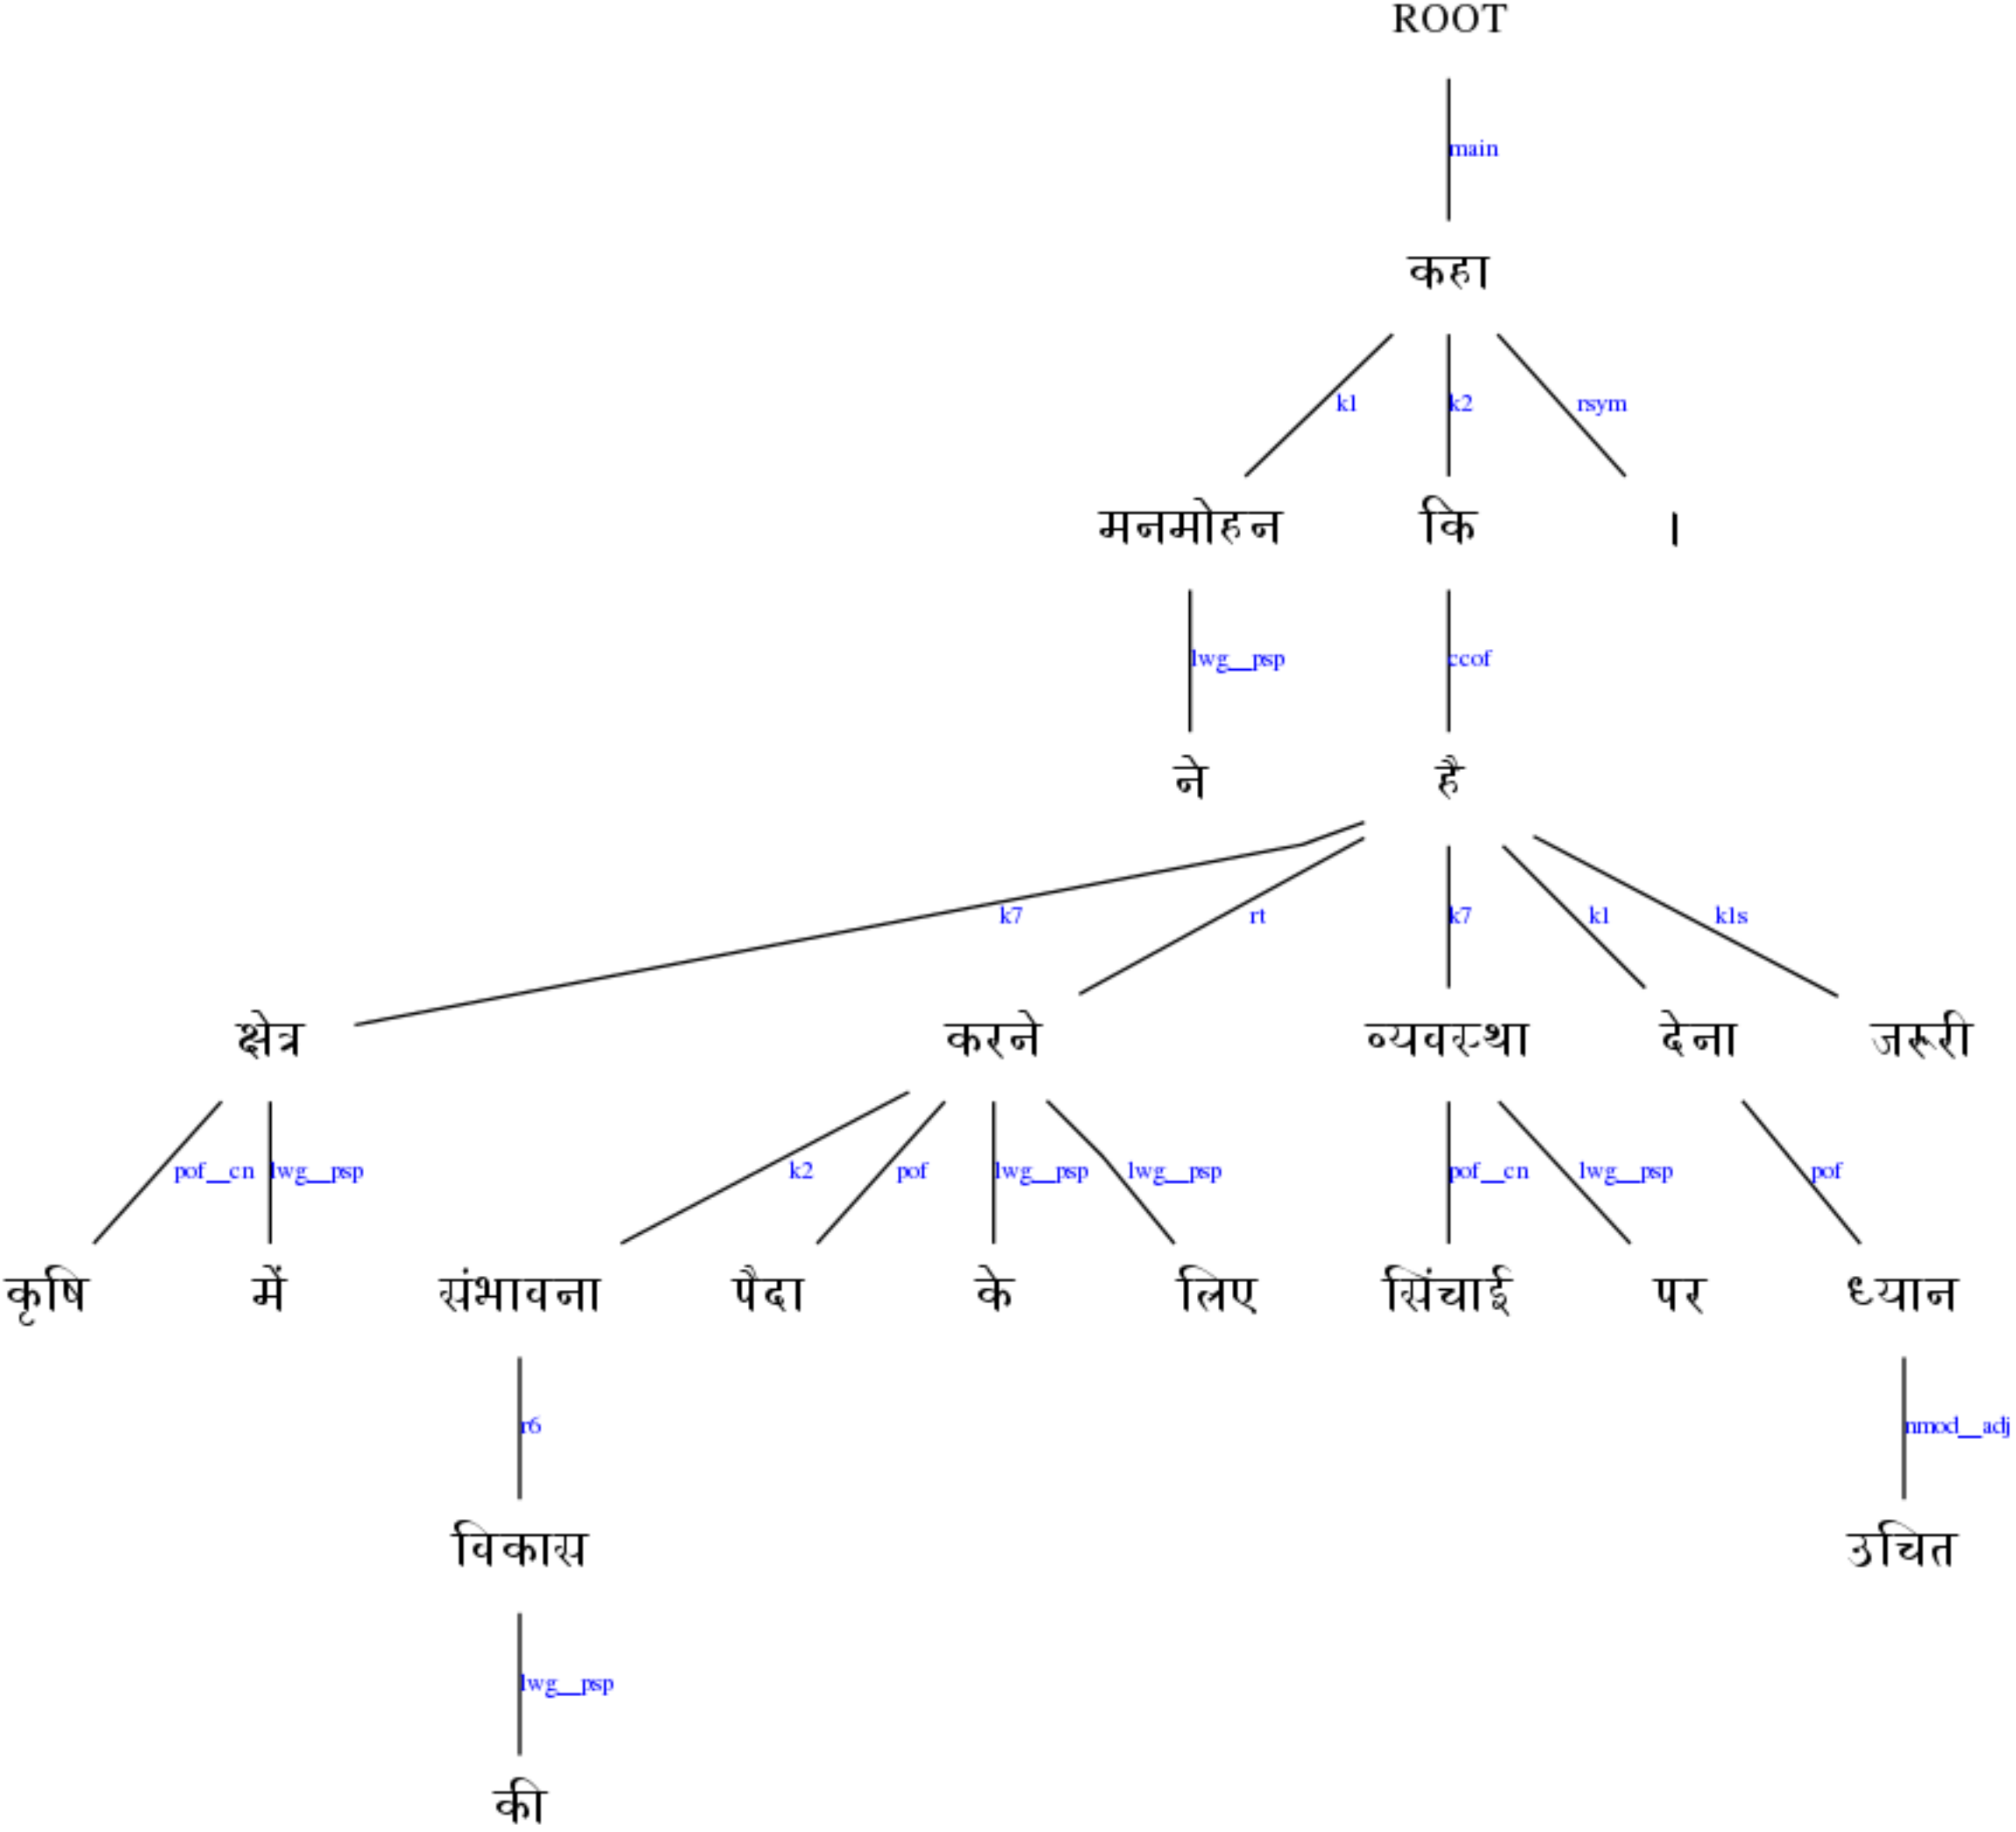 ROOT
main
कहा
k1 k2 rsym
मनमोहन कि ।
lwg__psp ccof
ने है
k7 rt k7 k1 k1s
क्षेत्र करने व्यवस्था देना जरूरी
pof__cn lwg__psp k2 pof lwg__psp lwg__psp pof__cn lwg__psp pof
कृषि में संभावना पैदा के लिए सिंचाई पर ध्यान
r6 nmod__adj
विकास उचित
lwg__psp
की